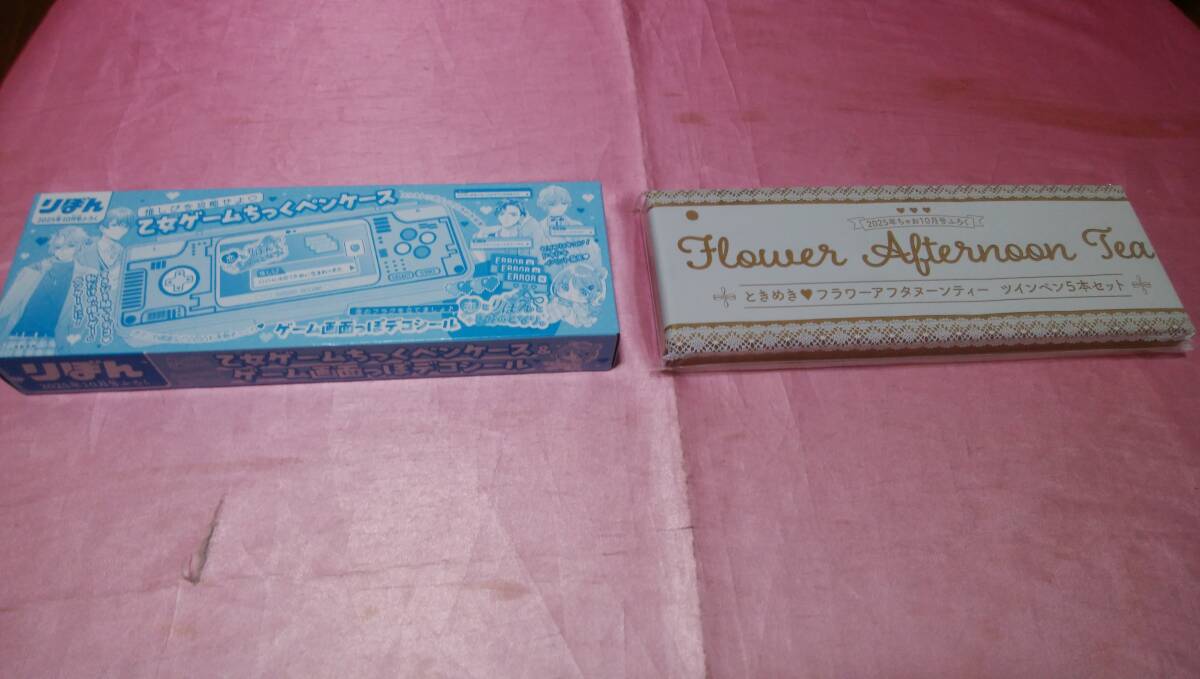 りぼん
2025年10月号ふろく
推しぴを攻略せよ♡
乙女ゲームちっくペンケース
ERROR
ERROR
ERROR
ゲーム画面っぽデコシール
りぼん
2025年10月号ふろく
乙女ゲームちっくペンケース&
ゲーム画面っぽデコシール
2025年ちゃお10月号ふろく
Flower Afternoon Tea
ときめき♥フラワーアフタヌーンティー ツインペン5本セット